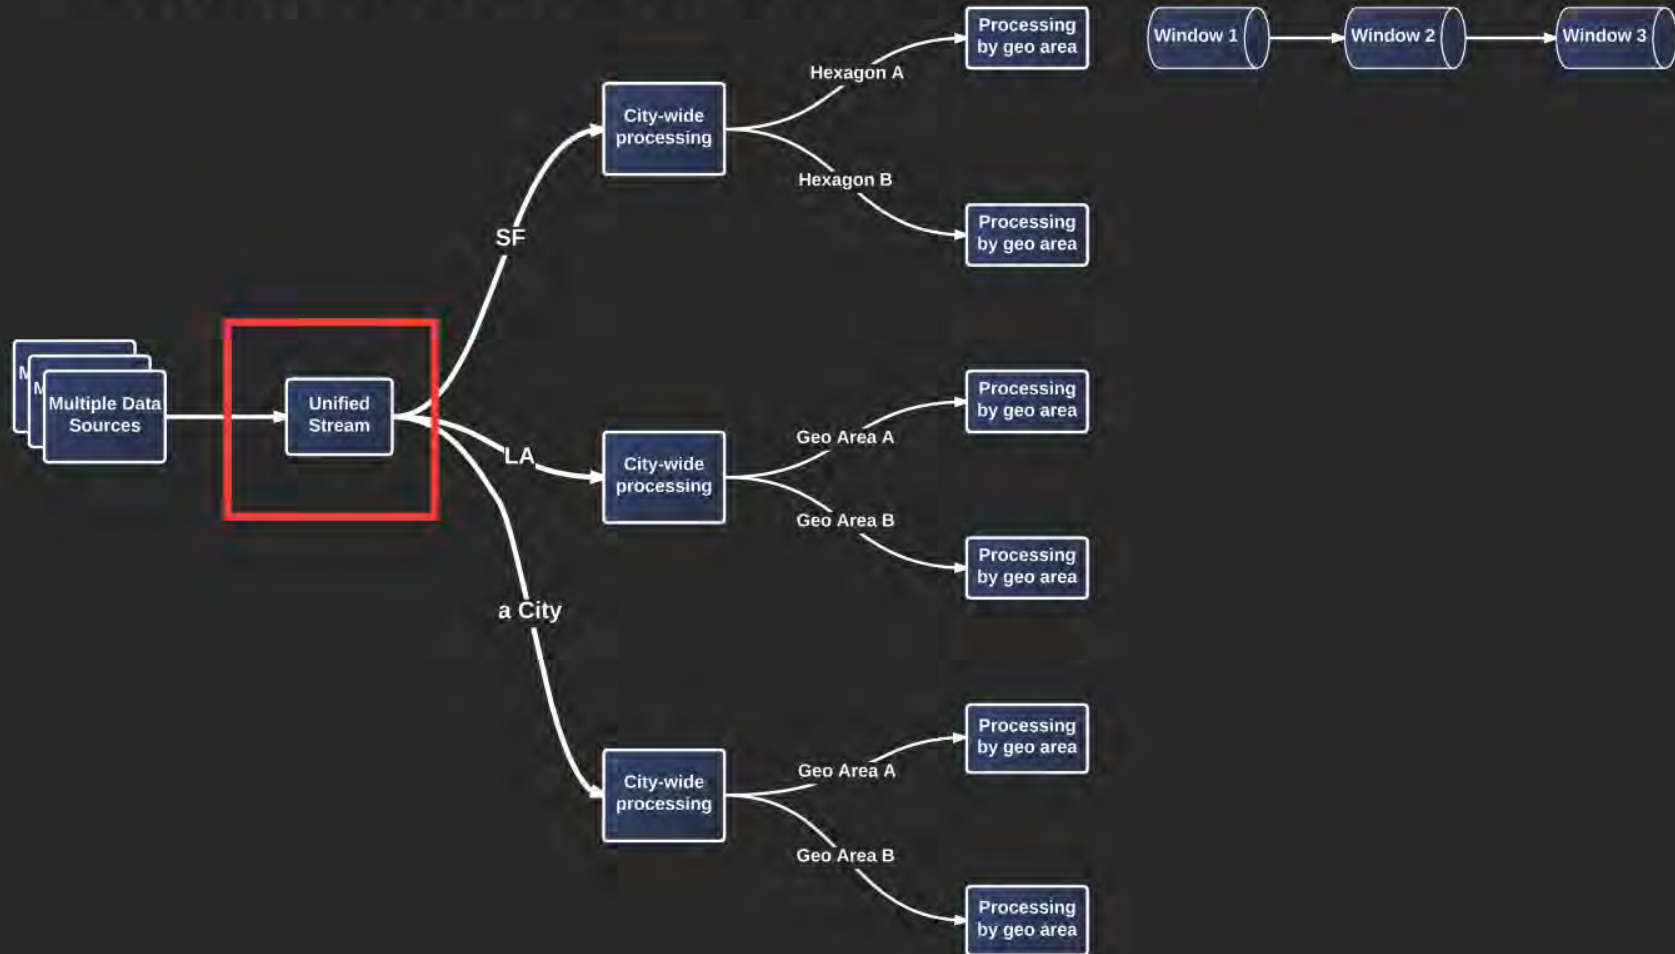 Processing
by geo area
Window 1
Window 2
Window 3
Hexagon A
City-wide
processing
Hexagon B
Processing
by geo area
SF
M
M
Multiple Data
Sources
Unified
Stream
LA
City-wide
processing
Geo Area A
Processing
by geo area
Geo Area B
Processing
by geo area
a City
City-wide
processing
Geo Area A
Processing
by geo area
Geo Area B
Processing
by geo area